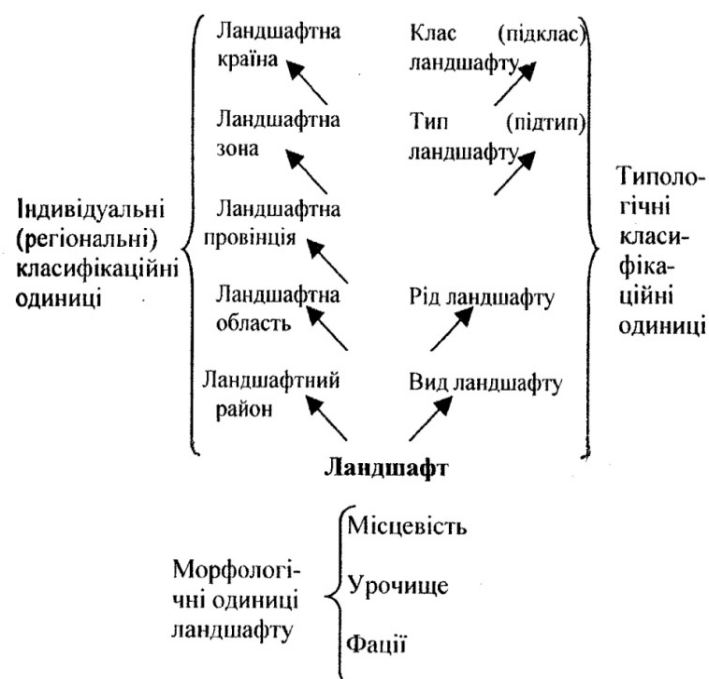 Ландшафтна
країна
Ландшафтна
зона
Ландшафтна
провінція
Ландшафтна
область
Ландшафтний
район
Індивідуальні
(регіональні)
класифікаційні
одиниці
Клас (підклас)
ландшафту
Тип (підтип)
ландшафту
Рід ландшафту
Вид ландшафту
Типоло-
гічні
класи-
фіка-
ційні
одиниці
Ландшафт
Морфологі-
чні одиниці
ландшафту
Місцевість
Урочище
Фації